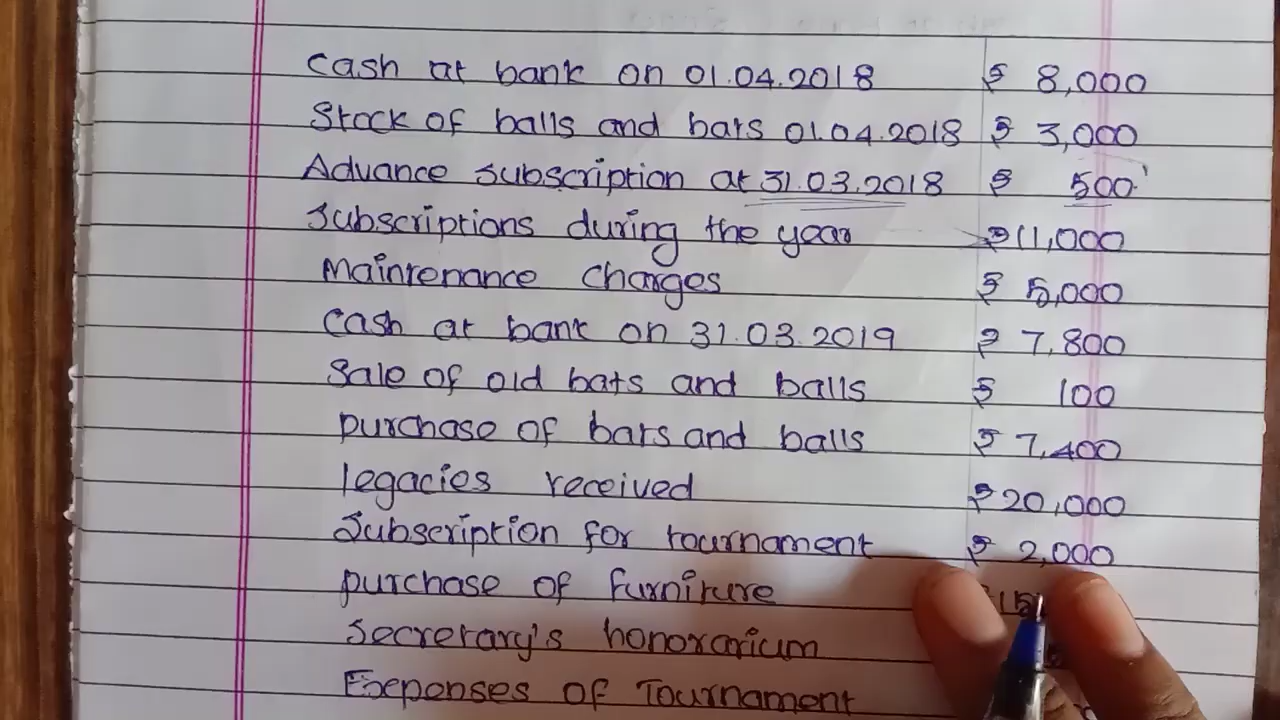 Cash at bank on 01.04.2018 ₹ 8,000
Stock of balls and bats 01.04.2018 ₹ 3,000
Advance subscription at 31.03.2018 ₹ 500
Subscriptions during the year ₹ 11,000
Maintenance charges ₹ 5,000
Cash at bank on 31.03.2019 ₹ 7,800
Sale of old bats and balls ₹ 100
purchase of bats and balls ₹ 7,400
legacies received ₹ 20,000
Subscription for tournament ₹ 2,000
purchase of furniture
Secretary's honorarium
Expenses of Tournament